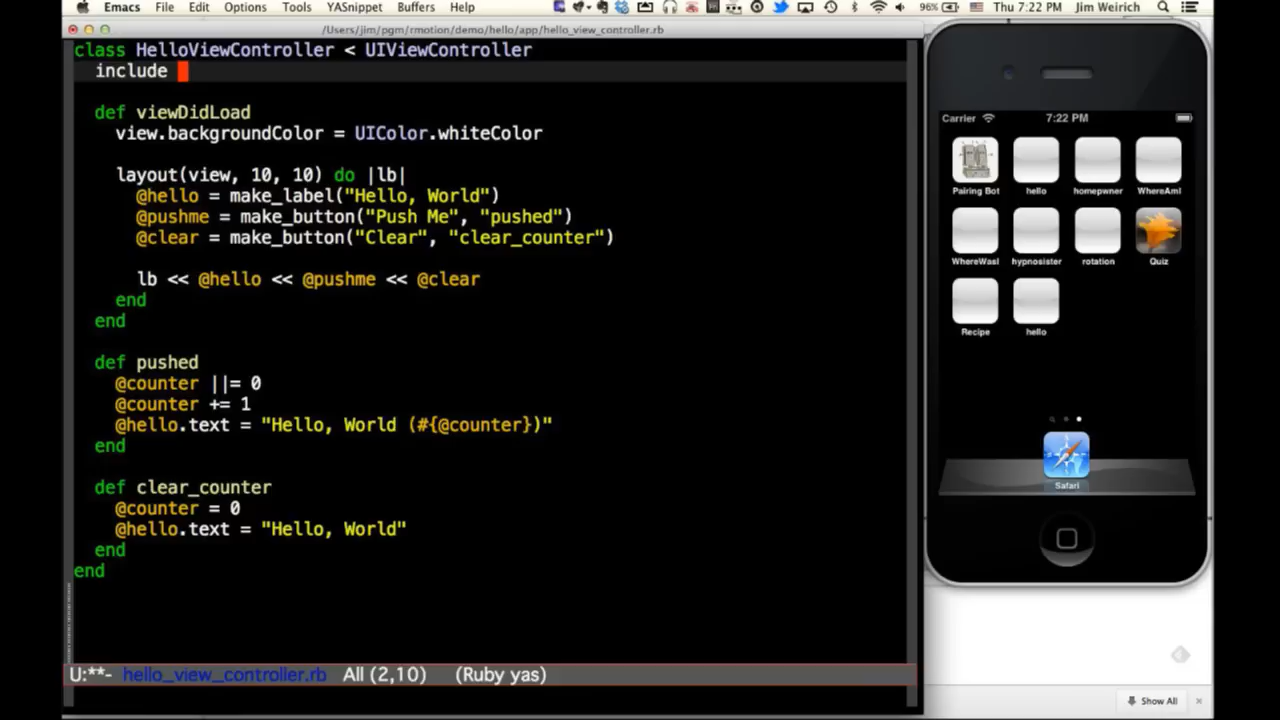 Emacs File Edit Options Tools YASnippet Buffers Help 96% Thu 7:22 PM Jim Weirich
/Users/jim/pgm/rmotion/demo/hello/app/hello_view_controller.rb
class HelloViewController < UIViewController
include
def viewDidLoad
view.backgroundColor = UIColor.whiteColor
layout(view, 10, 10) do |lb|
@hello = make_label("Hello, World")
@pushme = make_button("Push Me", "pushed")
@clear = make_button("Clear", "clear_counter")
lb << @hello << @pushme << @clear
end
end
def pushed
@counter ||= 0
@counter += 1
@hello.text = "Hello, World (#{@counter})"
end
def clear_counter
@counter = 0
@hello.text = "Hello, World"
end
end
U:**- hello_view_controller.rb All (2,10) (Ruby yas)
Carrier 7:22 PM
Pairing Bot hello homepwner WhereAmI
WhereWasI hypnosister rotation Quiz
Recipe hello
Safari
Show All